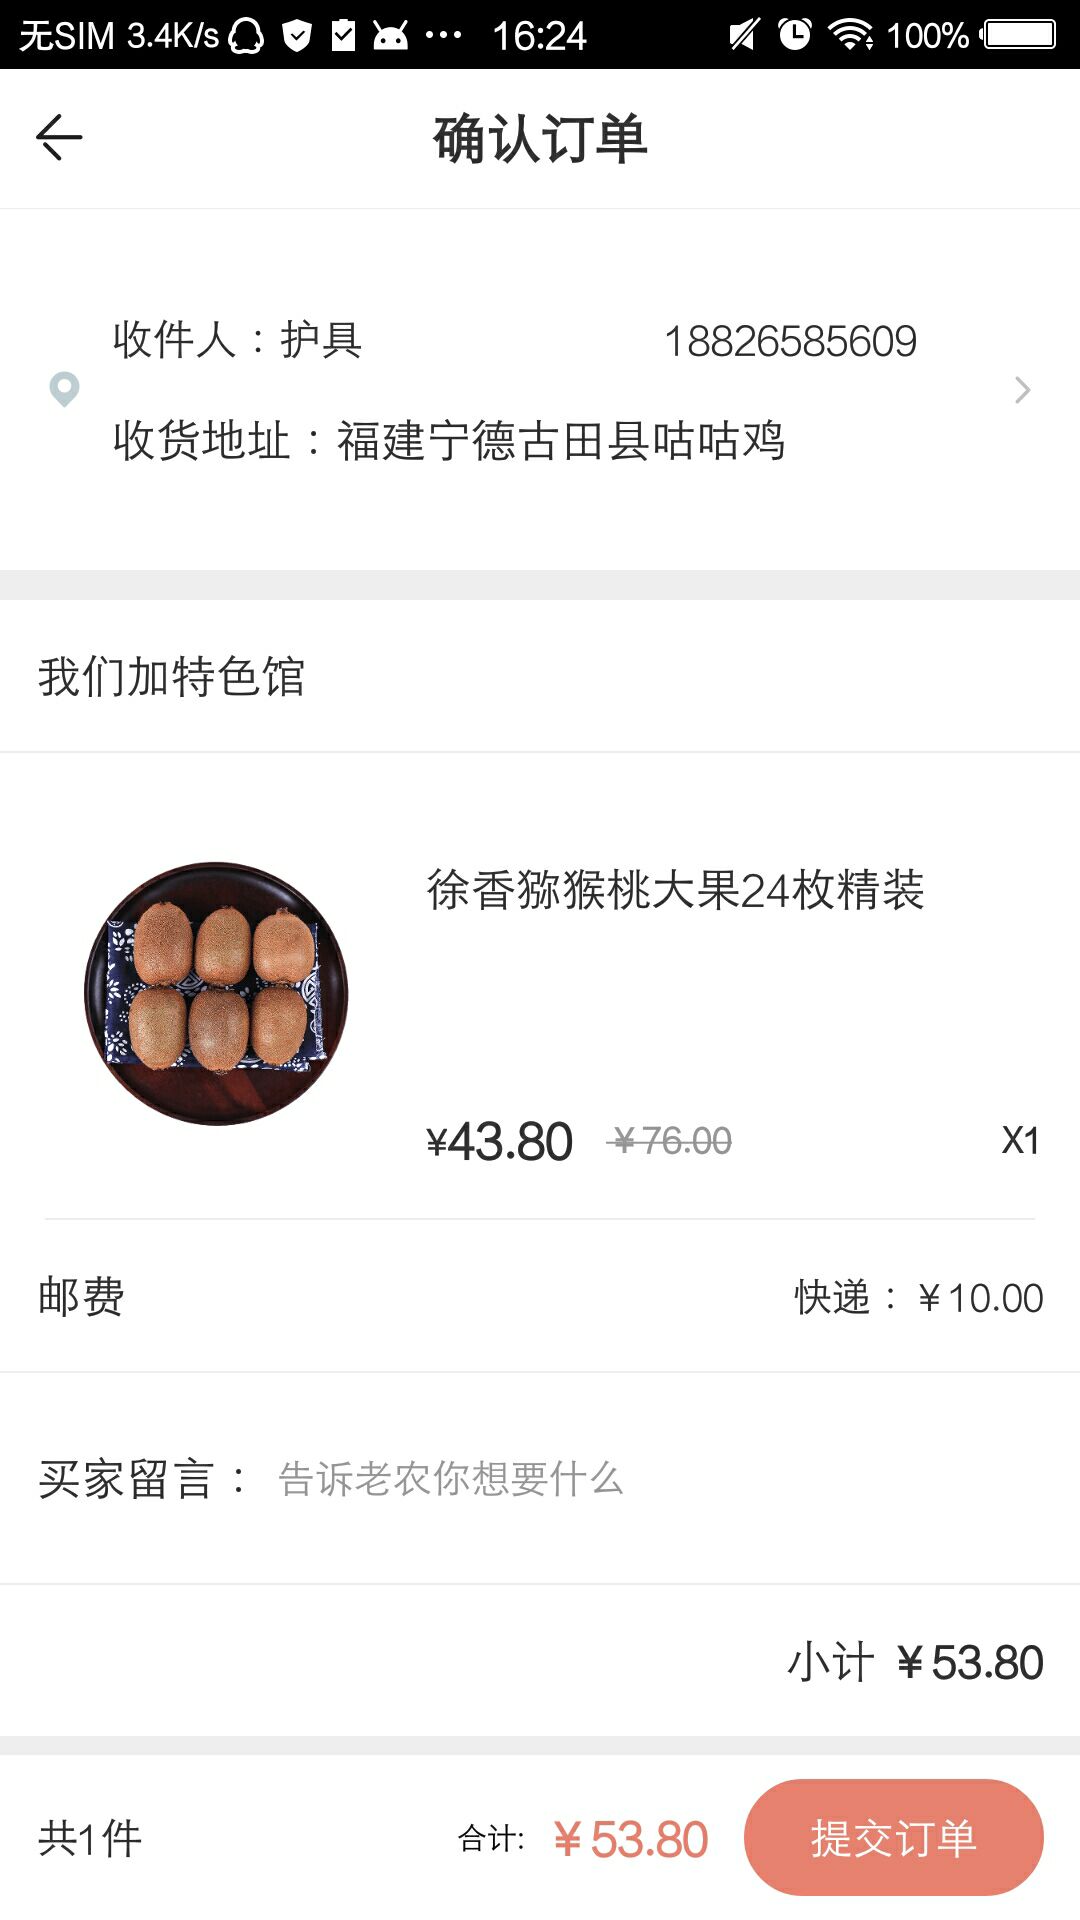 无SIM 3.4K/s 16:24 100%
确认订单
收件人：护具 18826585609
收货地址：福建宁德古田县咕咕鸡
我们加特色馆
徐香猕猴桃大果24枚精装
¥43.80 ¥76.00 X1
邮费 快递：¥10.00
买家留言： 告诉老农你想要什么
小计 ¥53.80
共1件 合计: ¥53.80 提交订单